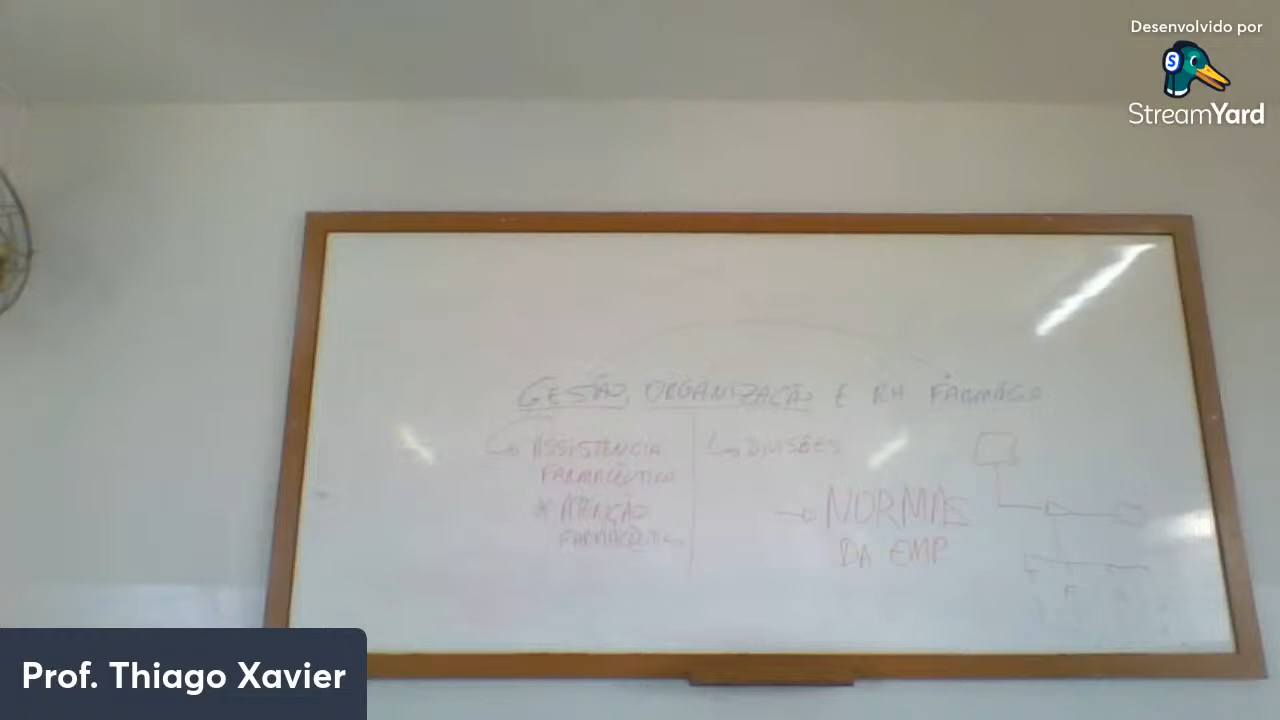 Desenvolvido por
StreamYard
GESTÃO, ORGANIZAÇÃO E RH FARMÁCIA
ASSISTÊNCIA
FARMACÊUTICA
* ATENÇÃO
FARMACÊUTICA
DIVISÕES
NORMAS
DA EMP
Prof. Thiago Xavier